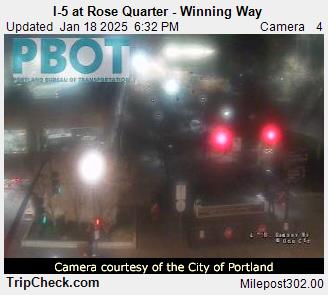 I-5 at Rose Quarter - Winning Way
Updated Jan 18 2025 6:32 PM Camera 4
PBOT
PORTLAND BUREAU OF TRANSPORTATION
Camera courtesy of the City of Portland
TripCheck.com Milepost302.00